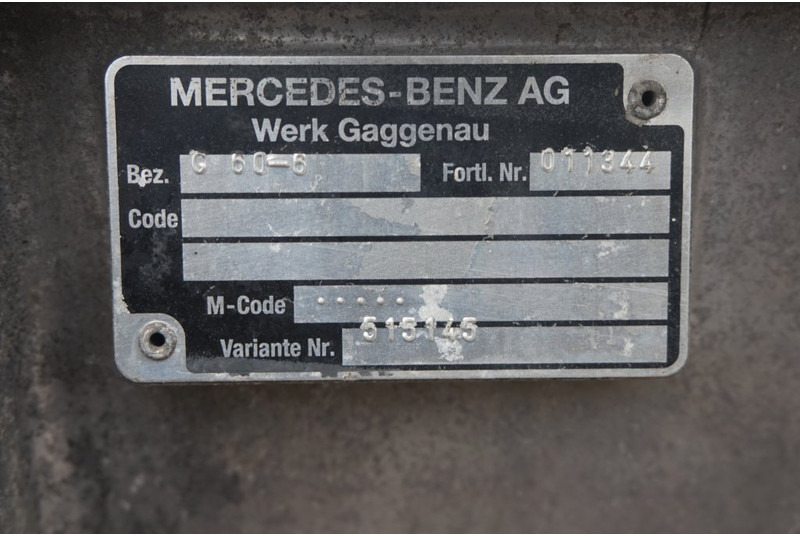 MERCEDES-BENZ AG
Werk Gaggenau
Bez. G 60-6 Fortl. Nr. 011344
Code
M-Code .....
Variante Nr. 515145